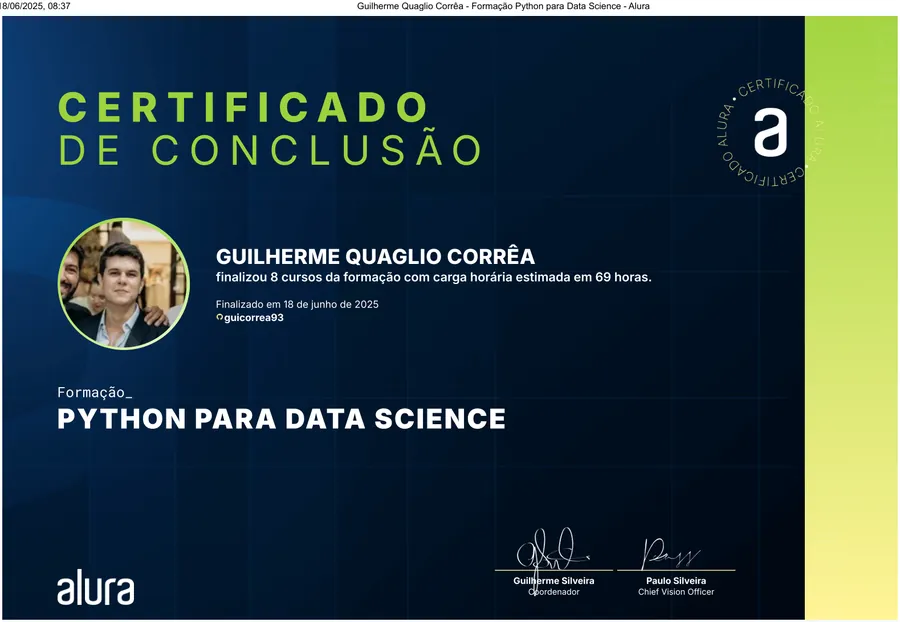 18/06/2025, 08:37
Guilherme Quaglio Corrêa - Formação Python para Data Science - Alura
CERTIFICADO
DE CONCLUSÃO
CERTIFICADO ALURA • CERTIFICADO ALURA •
a
GUILHERME QUAGLIO CORRÊA
finalizou 8 cursos da formação com carga horária estimada em 69 horas.
Finalizado em 18 de junho de 2025
guicorrea93
Formação_
PYTHON PARA DATA SCIENCE
Guilherme Silveira
Coordenador
Paulo Silveira
Chief Vision Officer
alura